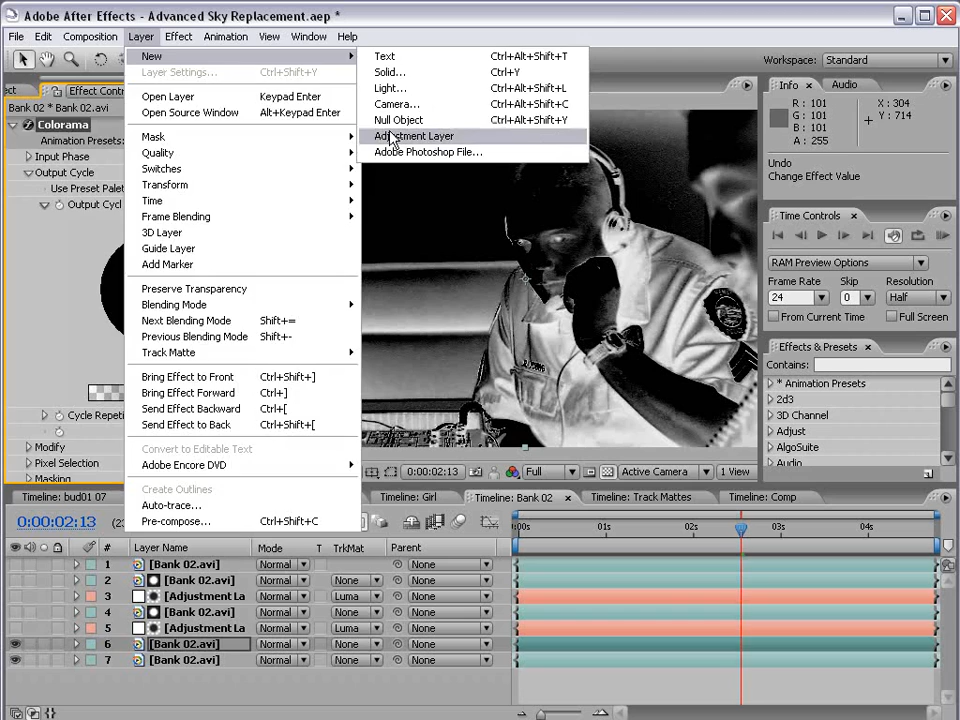 Adobe After Effects - Advanced Sky Replacement.aep *
File Edit Composition Layer Effect Animation View Window Help
Workspace: Standard
Effect Contr
Bank 02 * Bank 02.avi
Colorama
Animation Presets:
Input Phase
Output Cycle
Use Preset Palet
Output Cycl
Cycle Repetit
Modify
Pixel Selection
Masking
New
Layer Settings... Ctrl+Shift+Y
Open Layer Keypad Enter
Open Source Window Alt+Keypad Enter
Mask
Quality
Switches
Transform
Time
Frame Blending
3D Layer
Guide Layer
Add Marker
Preserve Transparency
Blending Mode
Next Blending Mode Shift+=
Previous Blending Mode Shift+-
Track Matte
Bring Effect to Front Ctrl+Shift+]
Bring Effect Forward Ctrl+]
Send Effect Backward Ctrl+[
Send Effect to Back Ctrl+Shift+[
Convert to Editable Text
Adobe Encore DVD
Create Outlines
Auto-trace...
Pre-compose... Ctrl+Shift+C
Text Ctrl+Alt+Shift+T
Solid... Ctrl+Y
Light... Ctrl+Alt+Shift+L
Camera... Ctrl+Alt+Shift+C
Null Object Ctrl+Alt+Shift+Y
Adjustment Layer
Adobe Photoshop File...
Info Audio
R : 101 X : 304
G : 101 Y : 714
B : 101
A : 255
Undo
Change Effect Value
Time Controls
RAM Preview Options
Frame Rate Skip Resolution
24 0 Half
From Current Time Full Screen
Effects & Presets
Contains:
* Animation Presets
2d3
3D Channel
Adjust
AlgoSuite
Audio
0:00:02:13 Full Active Camera 1 View
Timeline: bud01 07 Timeline: Girl Timeline: Bank 02 Timeline: Track Mattes Timeline: Comp
0:00:02:13
:00s 01s 02s 03s 04s
# Layer Name Mode T TrkMat Parent
1 [Bank 02.avi] Normal None
2 [Bank 02.avi] Normal None None
3 [Adjustment La Normal Luma None
4 [Bank 02.avi] Normal None None
5 [Adjustment La Normal Luma None
6 [Bank 02.avi] Normal None None
7 [Bank 02.avi] Normal None None